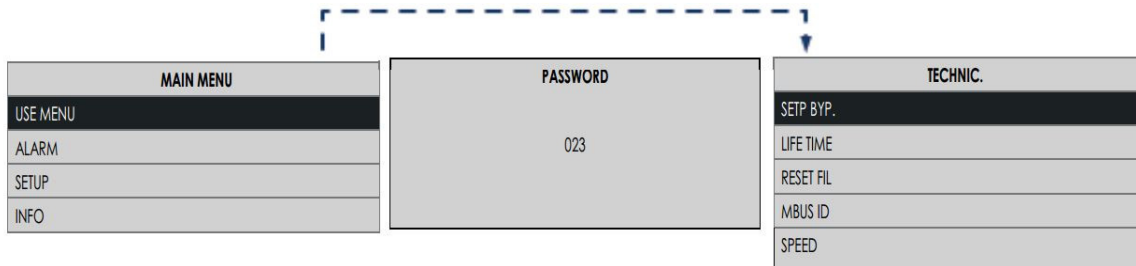 MAIN MENU
USE MENU
ALARM
SETUP
INFO
PASSWORD
023
TECHNIC.
SETP BYP.
LIFE TIME
RESET FIL
MBUS ID
SPEED